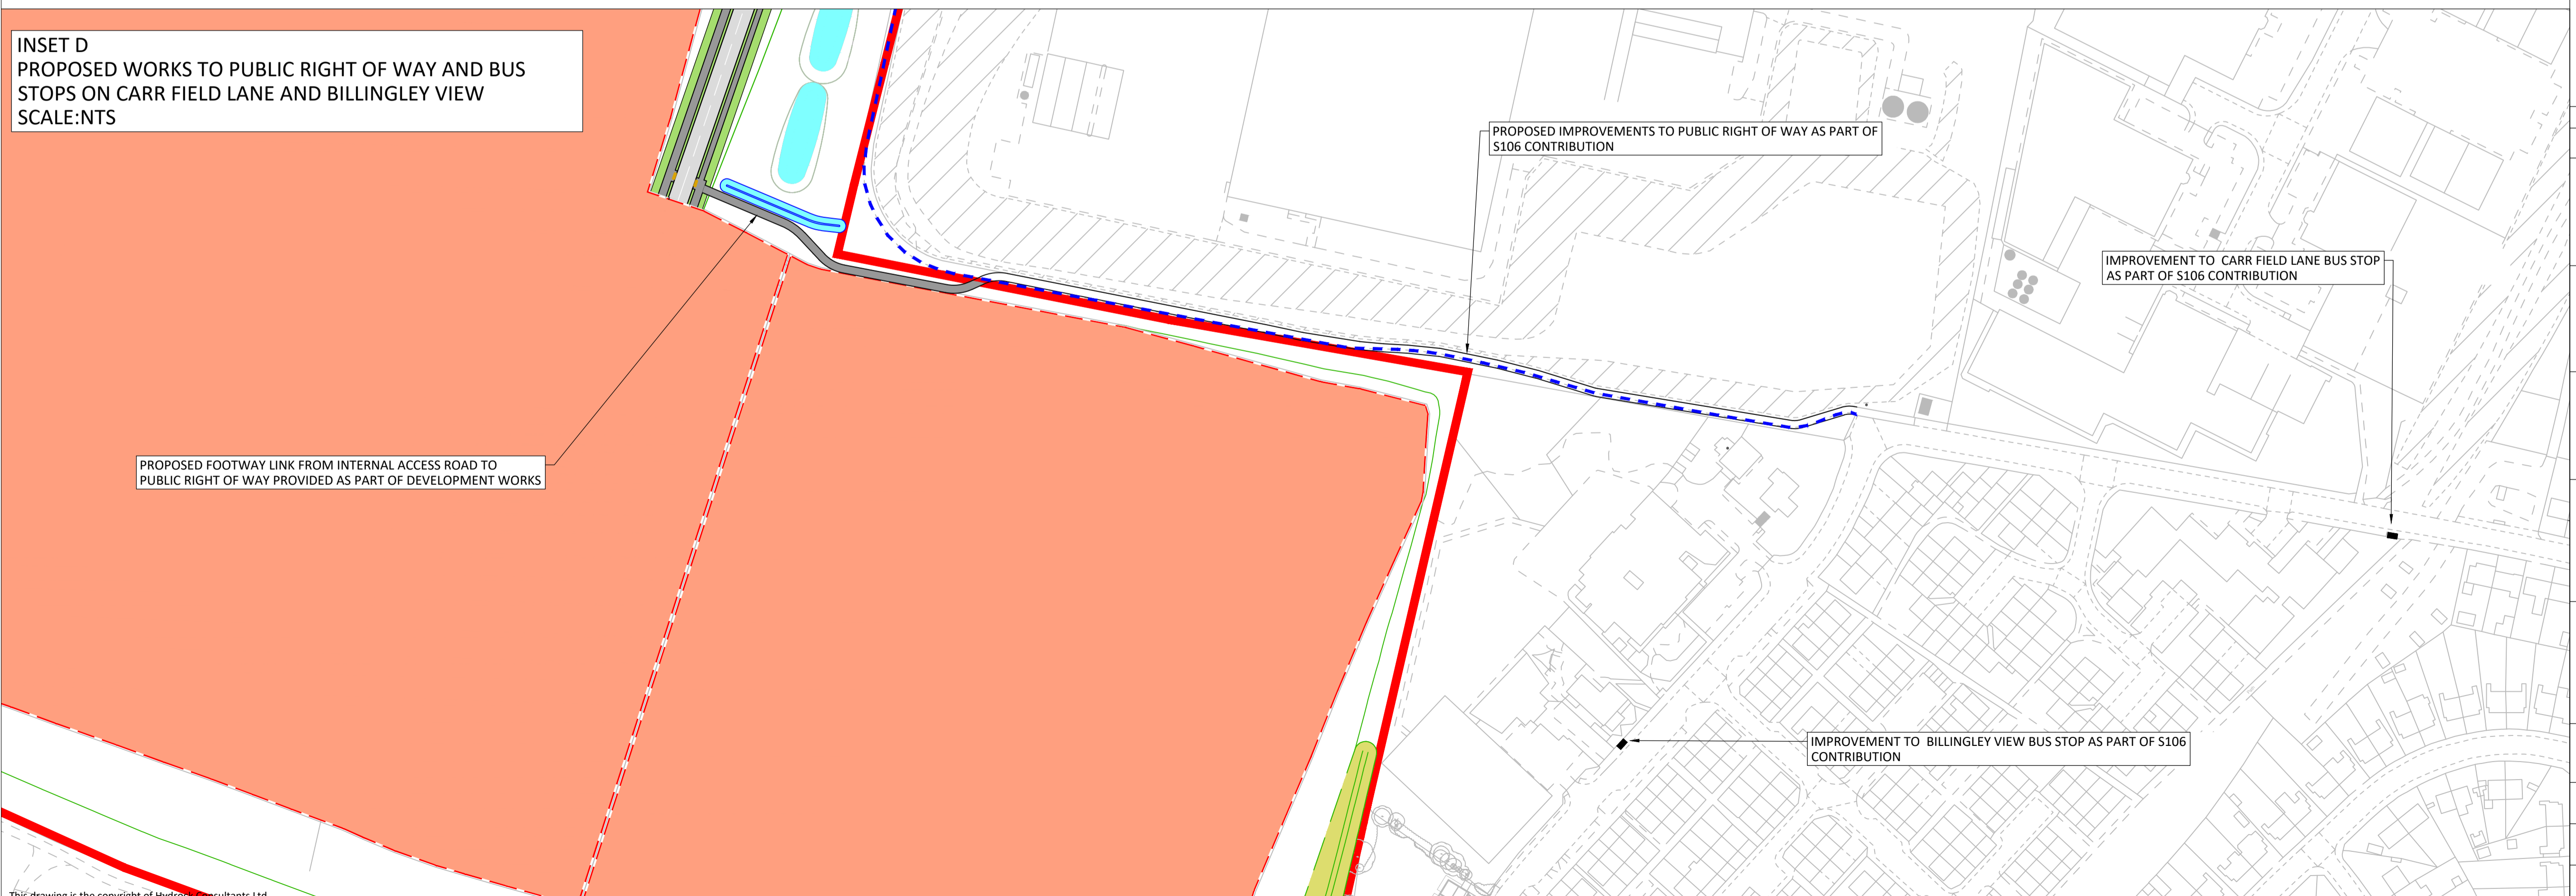 INSET D
PROPOSED WORKS TO PUBLIC RIGHT OF WAY AND BUS
STOPS ON CARR FIELD LANE AND BILLINGLEY VIEW
SCALE:NTS
PROPOSED IMPROVEMENTS TO PUBLIC RIGHT OF WAY AS PART OF
S106 CONTRIBUTION
IMPROVEMENT TO CARR FIELD LANE BUS STOP
AS PART OF S106 CONTRIBUTION
PROPOSED FOOTWAY LINK FROM INTERNAL ACCESS ROAD TO
PUBLIC RIGHT OF WAY PROVIDED AS PART OF DEVELOPMENT WORKS
IMPROVEMENT TO BILLINGLEY VIEW BUS STOP AS PART OF S106
CONTRIBUTION
This drawing is the copyright of Hydrock Consultants Ltd